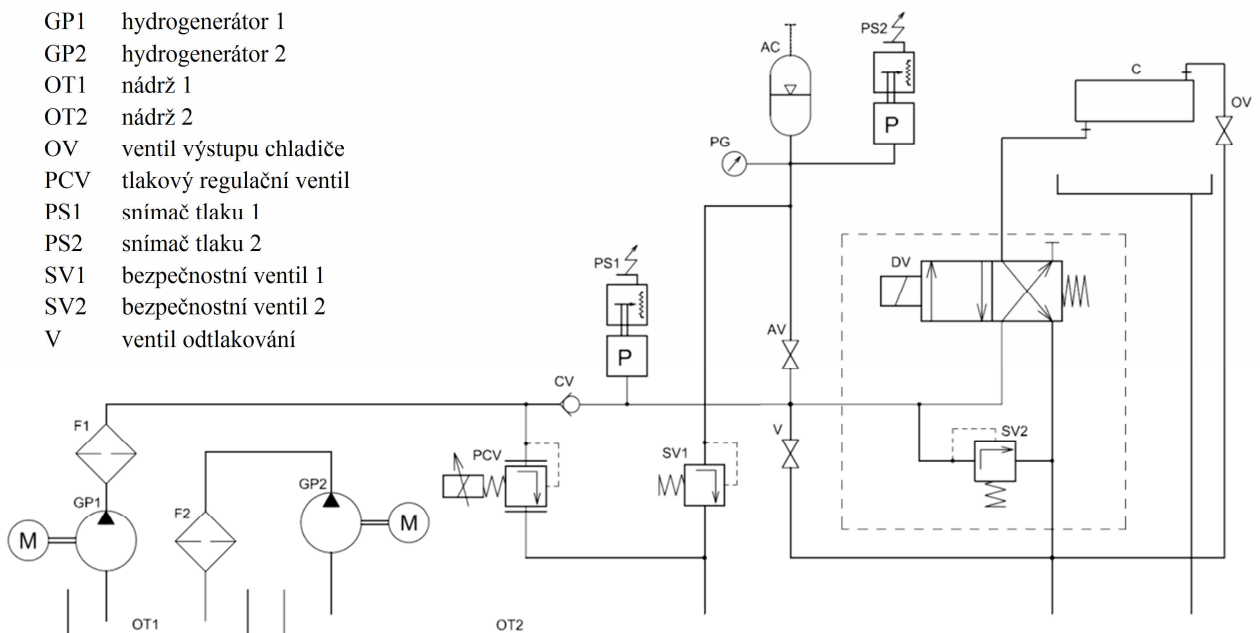 GP1 hydrogenerátor 1
GP2 hydrogenerátor 2
OT1 nádrž 1
OT2 nádrž 2
OV ventil výstupu chladiče
PCV tlakový regulační ventil
PS1 snímač tlaku 1
PS2 snímač tlaku 2
SV1 bezpečnostní ventil 1
SV2 bezpečnostní ventil 2
V ventil odtlakování
PS2
AC
C
OV
P
PG
PS1
DV
P
AV
CV
F1
V
SV2
PCV
SV1
GP1
GP2
F2
M
M
OT1
OT2